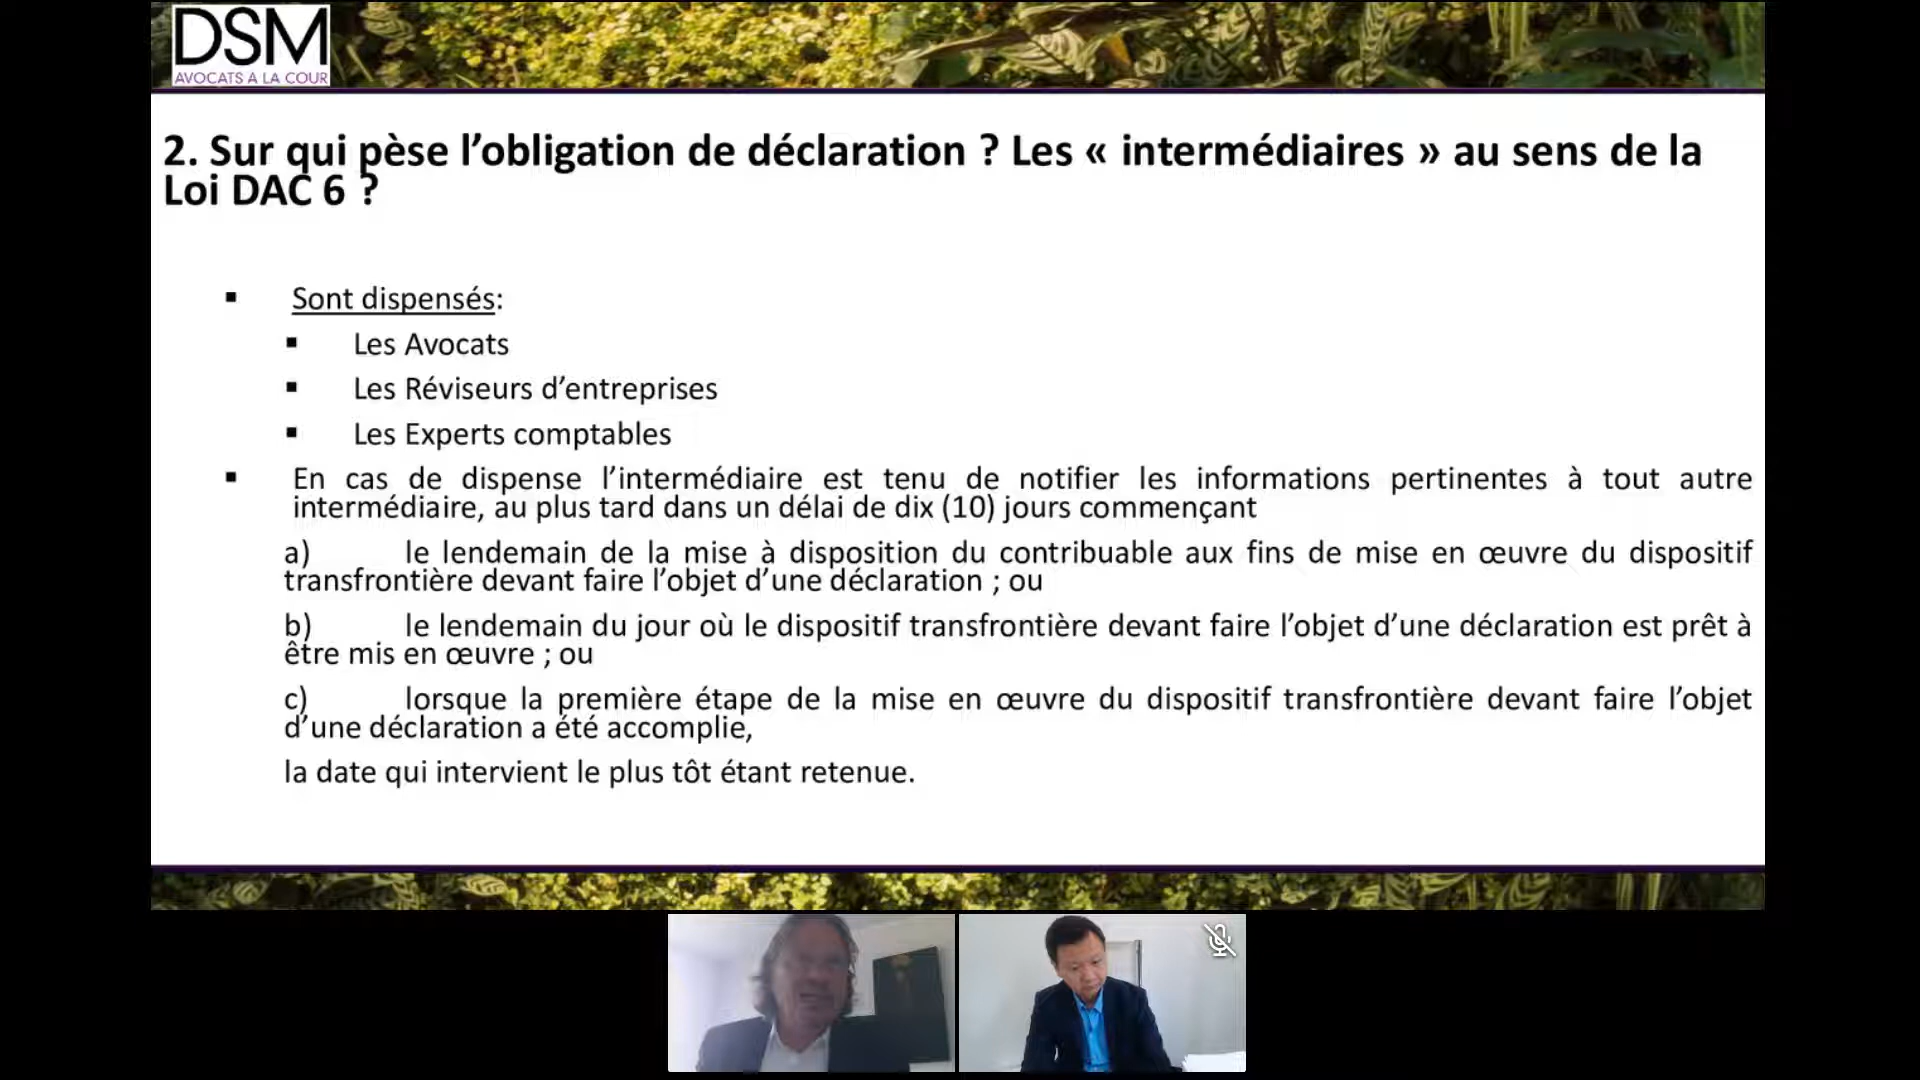 DSM
AVOCATS A LA COUR
2. Sur qui pèse l’obligation de déclaration ? Les « intermédiaires » au sens de la
Loi DAC 6 ?
Sont dispensés:
Les Avocats
Les Réviseurs d’entreprises
Les Experts comptables
En cas de dispense l’intermédiaire est tenu de notifier les informations pertinentes à tout autre
intermédiaire, au plus tard dans un délai de dix (10) jours commençant
a) le lendemain de la mise à disposition du contribuable aux fins de mise en œuvre du dispositif
transfrontière devant faire l’objet d’une déclaration ; ou
b) le lendemain du jour où le dispositif transfrontière devant faire l’objet d’une déclaration est prêt à
être mis en œuvre ; ou
c) lorsque la première étape de la mise en œuvre du dispositif transfrontière devant faire l’objet
d’une déclaration a été accomplie,
la date qui intervient le plus tôt étant retenue.